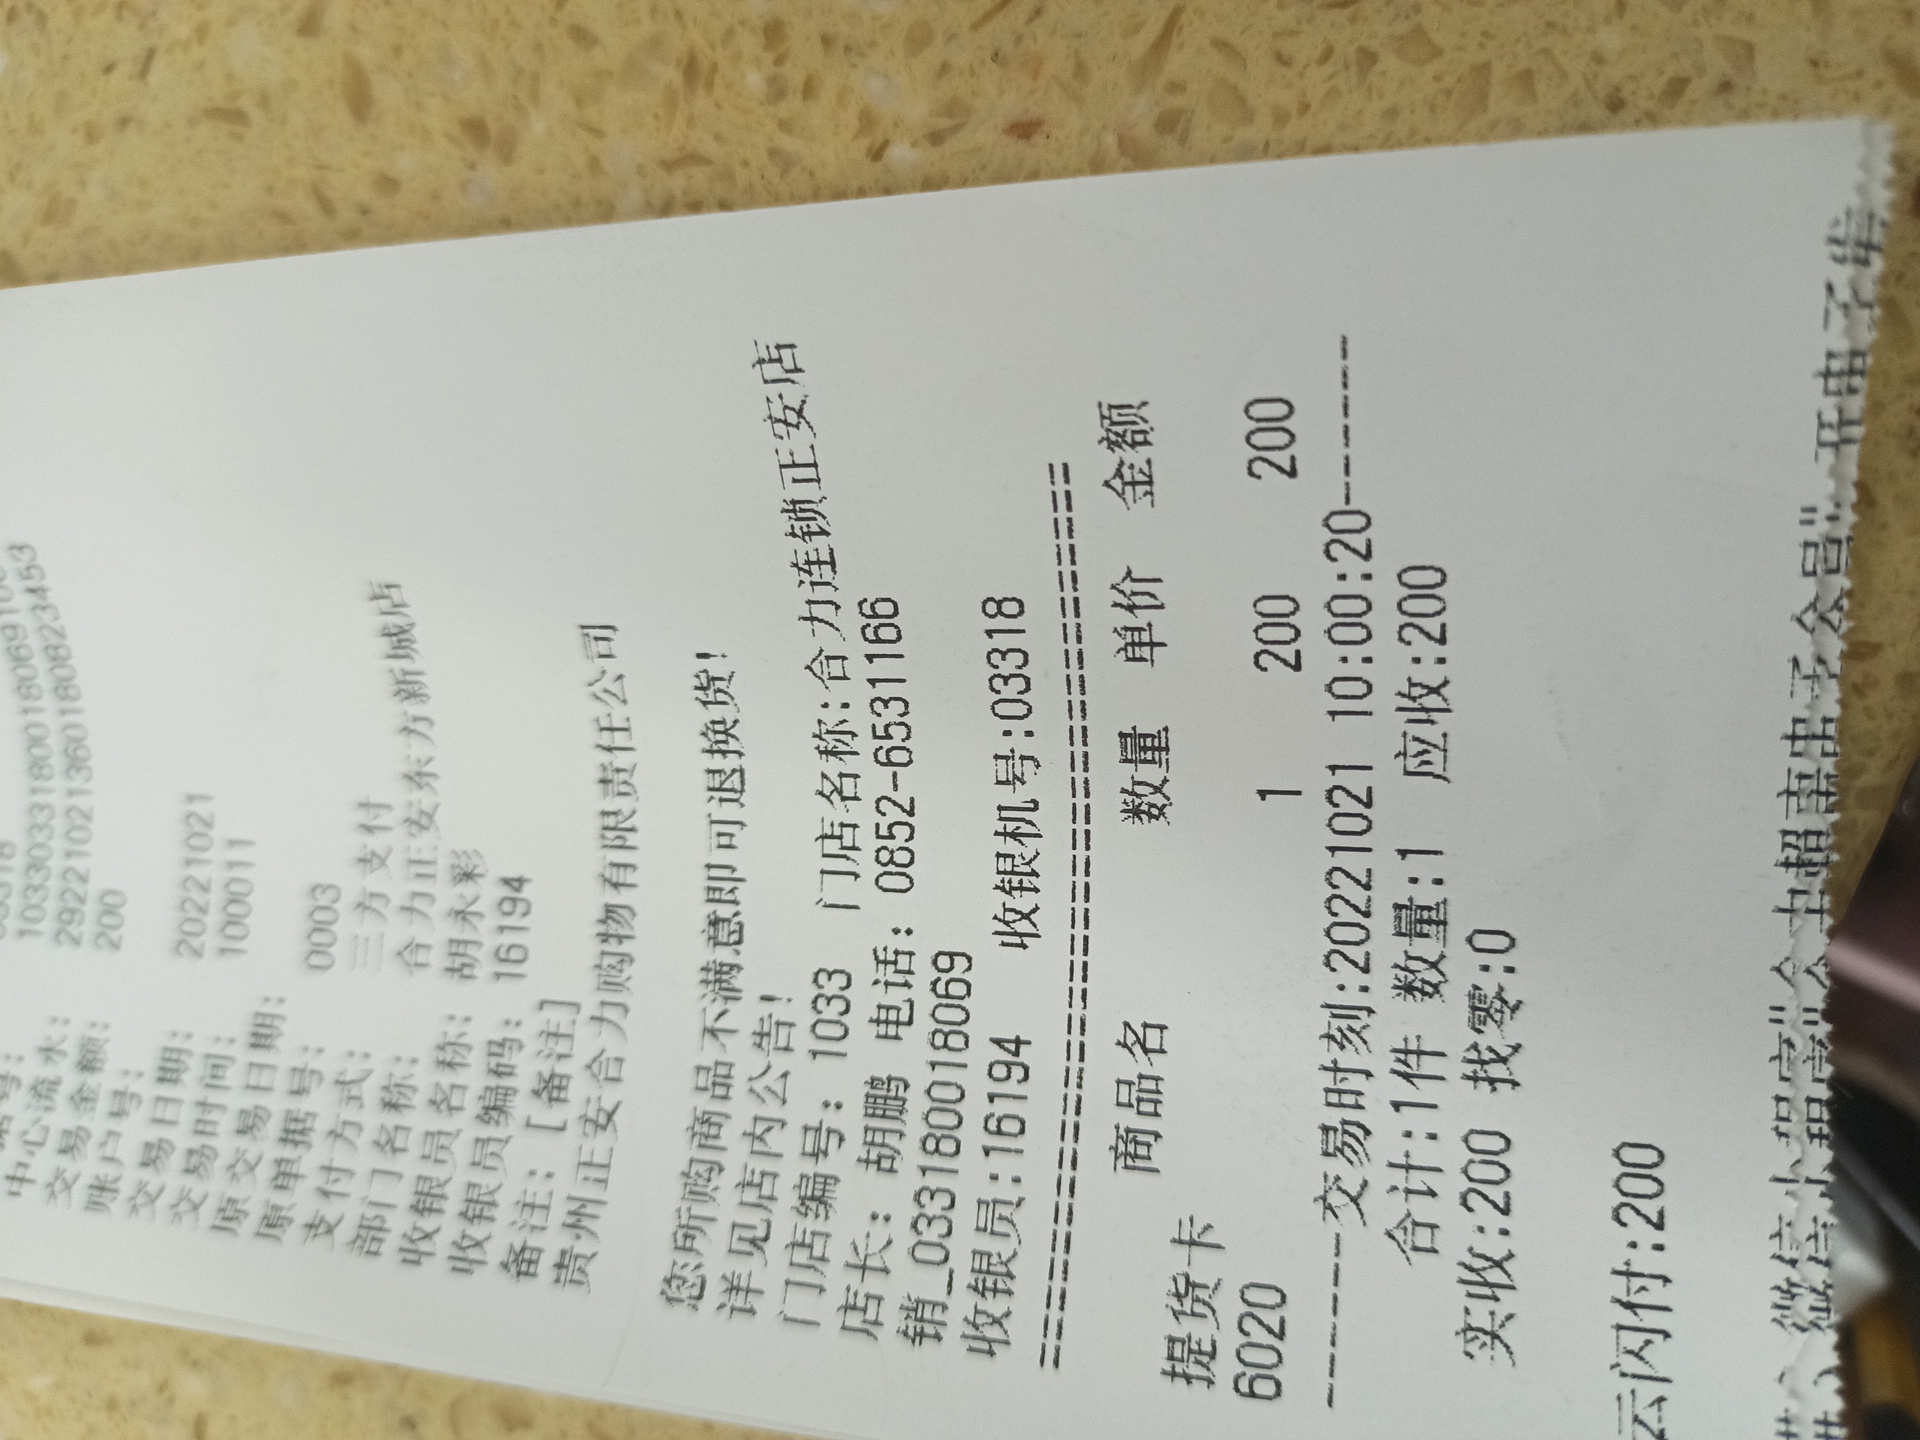 中心流水: 1033033180018069100
交易金额: 2922102136018082345​3
账户号: 200
交易日期:
交易时间: 20221021
原交易日期: 100011
原单据号:
支付方式: 0003
部门名称: 三方支付
收银员名称: 合力正安东方新城店
收银员编码: 胡永彩
备注: 16194
[备注]
贵州正安合力购物有限责任公司
您所购商品不满意即可退换货!
详见店内公告!
门店编号: 1033 门店名称:合力连锁正安店
店长: 胡鹏 电话: 0852-6531166
销_033180018069
收银员:16194 收银机号:03318
==========================================
商品名 数量 单价 金额
提货卡
6020 1 200 200
--------交易时刻:20221021 10:00:20--------
合计:1件 数量:1 应收:200
实收:200 找零:0
云闪付:200